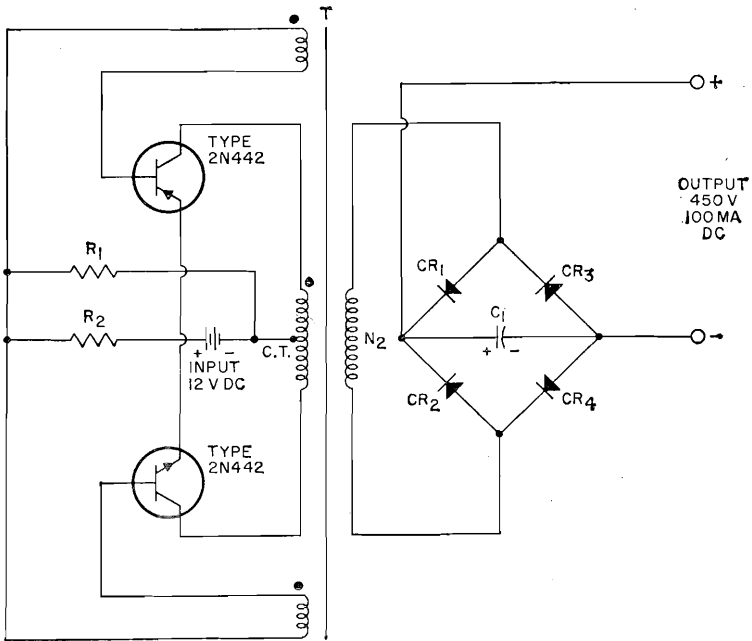 T
TYPE
2N442
R1
R2
+ -
INPUT
12 V DC
C.T.
TYPE
2N442
N2
CR1
CR3
C1
+ -
CR2
CR4
+
OUTPUT
450 V
100 MA
DC
-